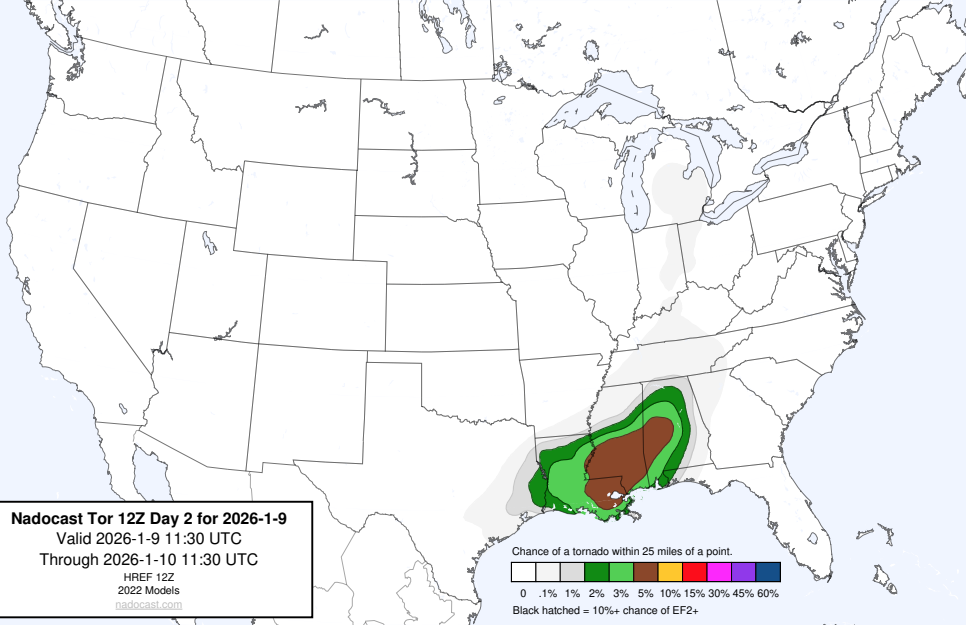 Nadocast Tor 12Z Day 2 for 2026-1-9
Valid 2026-1-9 11:30 UTC
Through 2026-1-10 11:30 UTC
HREF 12Z
2022 Models
nadocast.com
Chance of a tornado within 25 miles of a point.
0 .1% 1% 2% 3% 5% 10% 15% 30% 45% 60%
Black hatched = 10%+ chance of EF2+